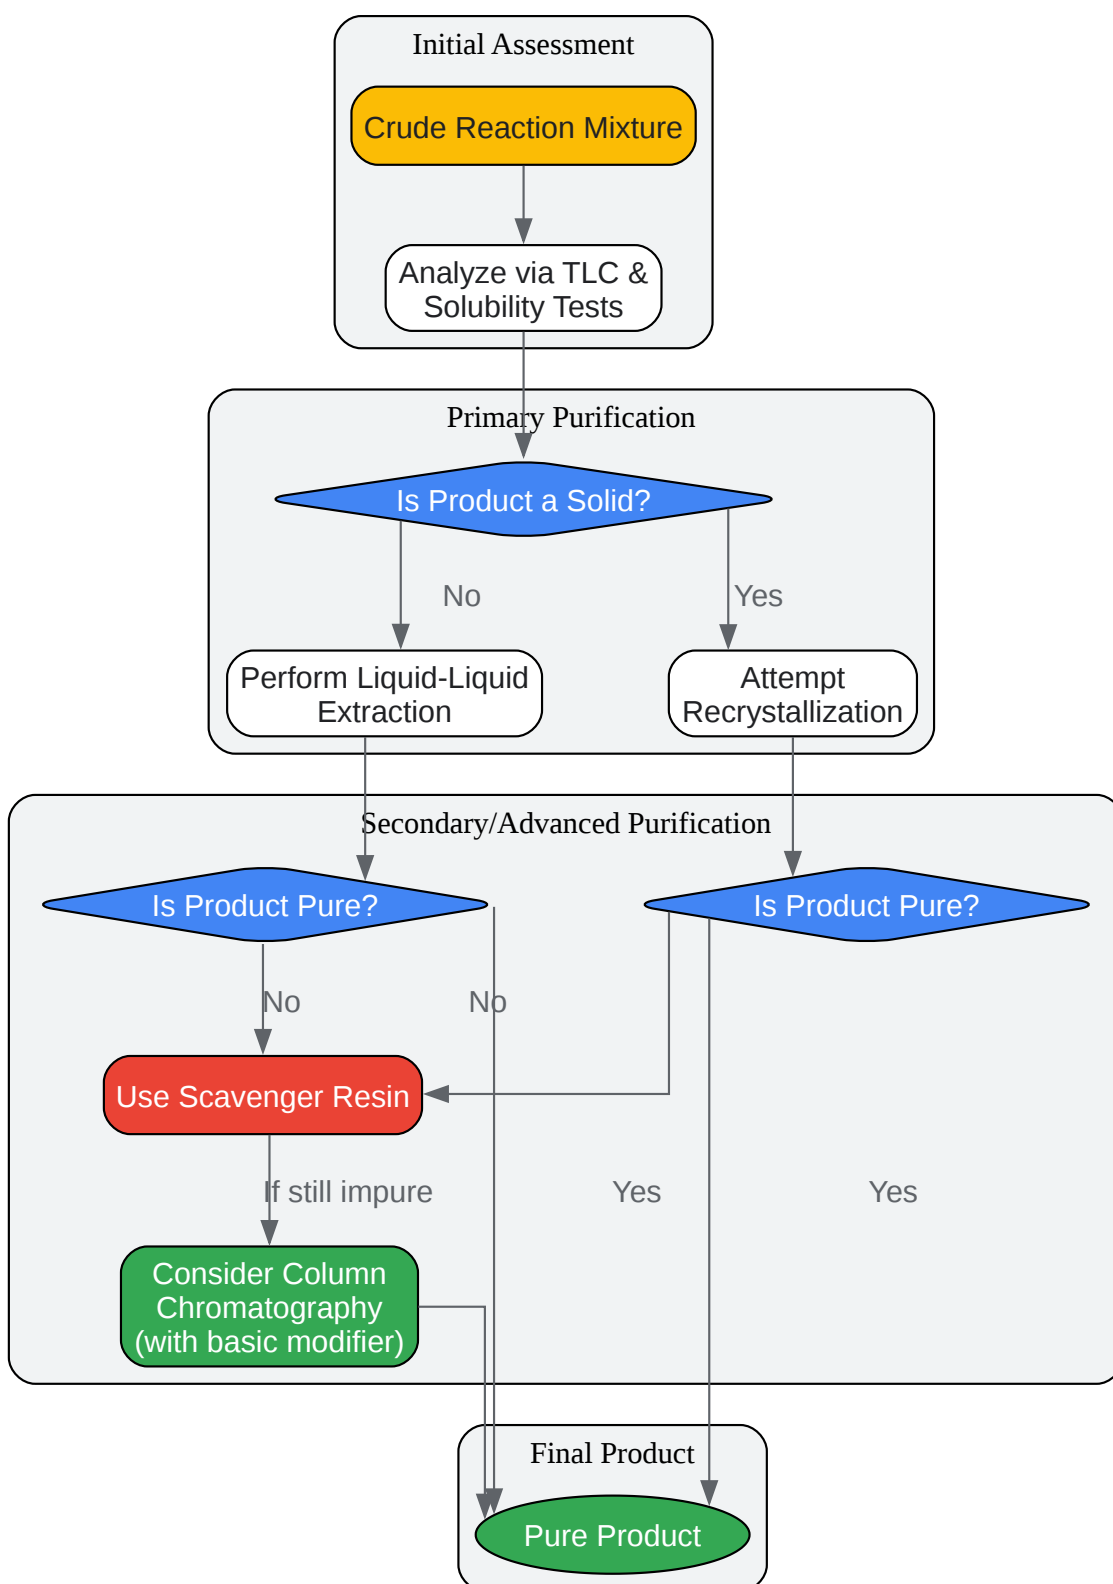 Initial Assessment
Crude Reaction Mixture
Analyze via TLC &
Solubility Tests
Primary Purification
Is Product a Solid?
No
Yes
Perform Liquid-Liquid
Extraction
Attempt
Recrystallization
Secondary/Advanced Purification
Is Product Pure?
Is Product Pure?
No
No
Use Scavenger Resin
If still impure
Yes
Yes
Consider Column
Chromatography
(with basic modifier)
Final Product
Pure Product